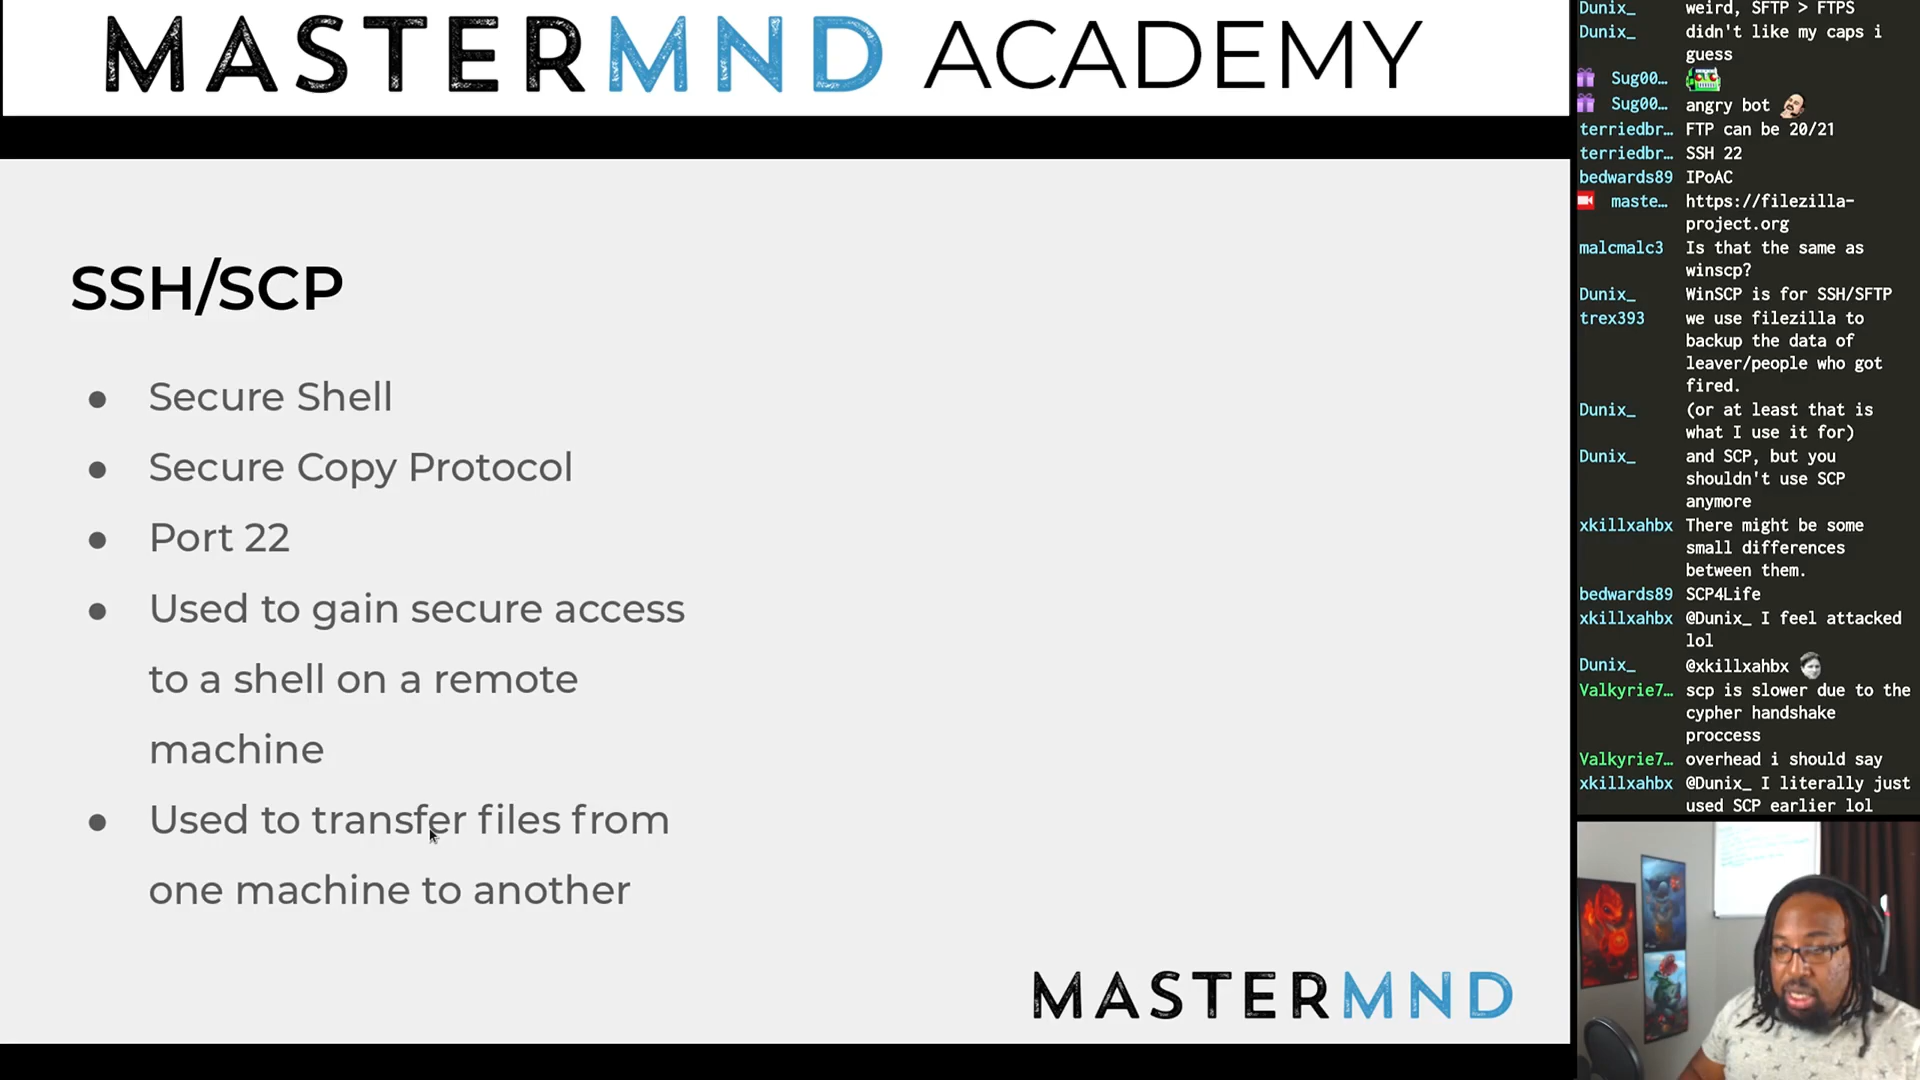 MASTERMND ACADEMY
SSH/SCP
● Secure Shell
● Secure Copy Protocol
● Port 22
● Used to gain secure access
to a shell on a remote
machine
● Used to transfer files from
one machine to another
MASTERMND
Dunix_ weird, SFTP > FTPS
Dunix_ didn't like my caps i
guess
Sug00…
Sug00… angry bot
terriedbr… FTP can be 20/21
terriedbr… SSH 22
bedwards89 IPoAC
maste… https://filezilla-
project.org
malcmalc3 Is that the same as
winscp?
Dunix_ WinSCP is for SSH/SFTP
trex393 we use filezilla to
backup the data of
leaver/people who got
fired.
Dunix_ (or at least that is
what I use it for)
Dunix_ and SCP, but you
shouldn't use SCP
anymore
xkillxahbx There might be some
small differences
between them.
bedwards89 SCP4Life
xkillxahbx @Dunix_ I feel attacked
lol
Dunix_ @xkillxahbx
Valkyrie7… scp is slower due to the
cypher handshake
proccess
Valkyrie7… overhead i should say
xkillxahbx @Dunix_ I literally just
used SCP earlier lol